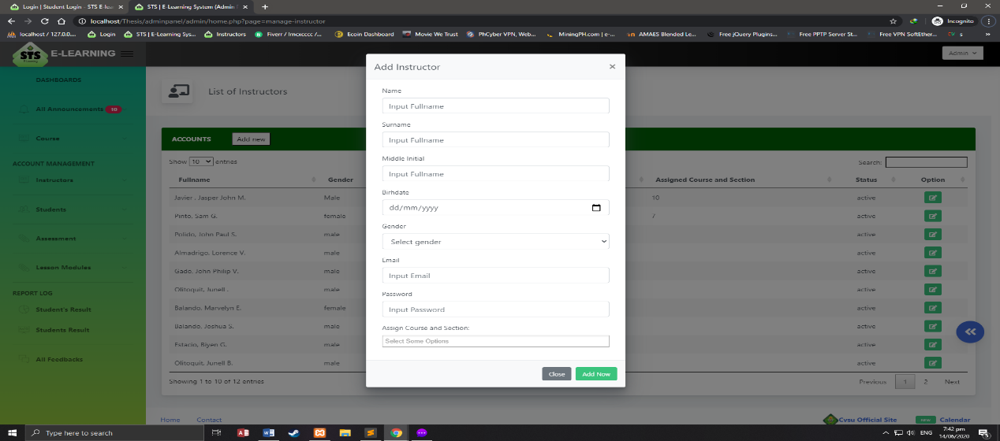 Login | Student Login - STS E-lea
STS | E-Learning System (Admin
localhost/Thesis/adminpanel/admin/home.php?page=manage-instructor
Incognito
localhost / 127.0.0....
Login
STS | E-Learning Sys...
Instructors
Fiverr / lmcxcccc /...
Ecoin Dashboard
Movie We Trust
PhCyber VPN, Web...
MiningPH.com | e-...
AMAES Blended Le...
Free jQuery Plugins...
Free PPTP Server St...
Free VPN SoftEther...
s
»
STS
E-LEARNING
Admin
DASHBOARDS
All Announcements 10
Course
ACCOUNT MANAGEMENT
Instructors
Students
Assessment
Lesson Modules
REPORT LOG
Student's Result
Students Result
All Feedbacks
List of Instructors
ACCOUNTS
Add new
Show 10 entries
Search:
Fullname
Gender
Assigned Course and Section
Status
Option
Javier , Jasper John M.
Male
10
active
Pinto, Sam G.
female
7
active
Polido, John Paul S.
male
active
Almadrigo, Lorence V.
male
active
Gado, John Philip V.
male
active
Olitoquit, Junell .
male
active
Balando, Marvelyn E.
female
active
Balando, Joshua S.
male
active
Estacio, Biyen G.
male
active
Olitoquit, Junell B.
male
active
Showing 1 to 10 of 12 entries
Previous
1
2
Next
Add Instructor
×
Name
Input Fullname
Surname
Input Fullname
Middle Initial
Input Fullname
Birhdate
dd/mm/yyyy
Gender
Select gender
Email
Input Email
Password
Input Password
Assign Course and Section:
Select Some Options
Close
Add Now
Home
Contact
Cvsu Official Site
NEW
Calendar
Type here to search
ENG
7:42 pm
14/06/2020